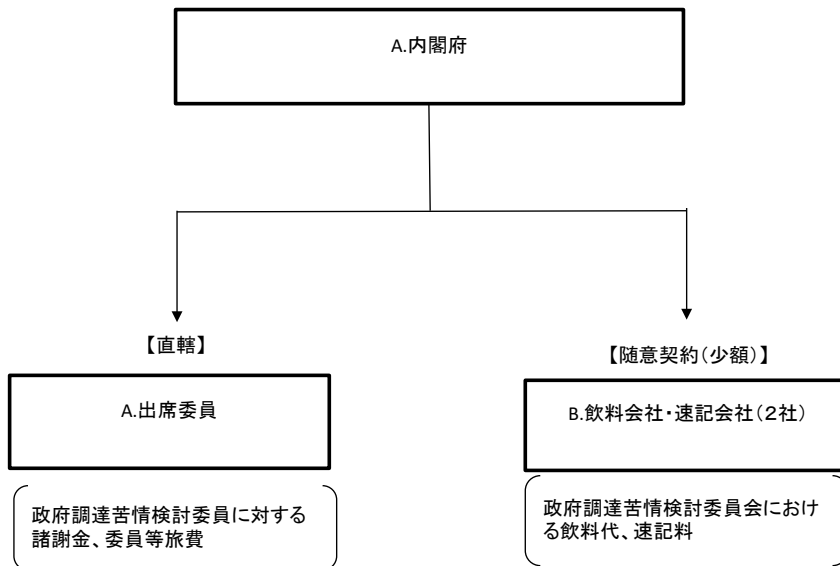 A.内閣府
【直轄】
A.出席委員
政府調達苦情検討委員に対する
諸謝金、委員等旅費
【随意契約(少額)】
B.飲料会社・速記会社(2社)
政府調達苦情検討委員会におけ
る飲料代、速記料